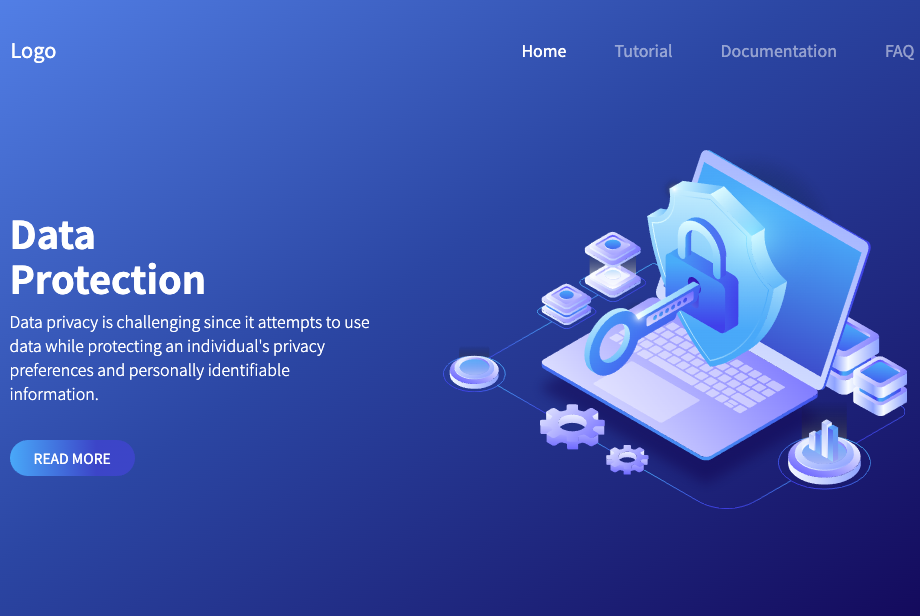 Logo
Home
Tutorial
Documentation
FAQ
Data
Protection
Data privacy is challenging since it attempts to use
data while protecting an individual's privacy
preferences and personally identifiable
information.
READ MORE